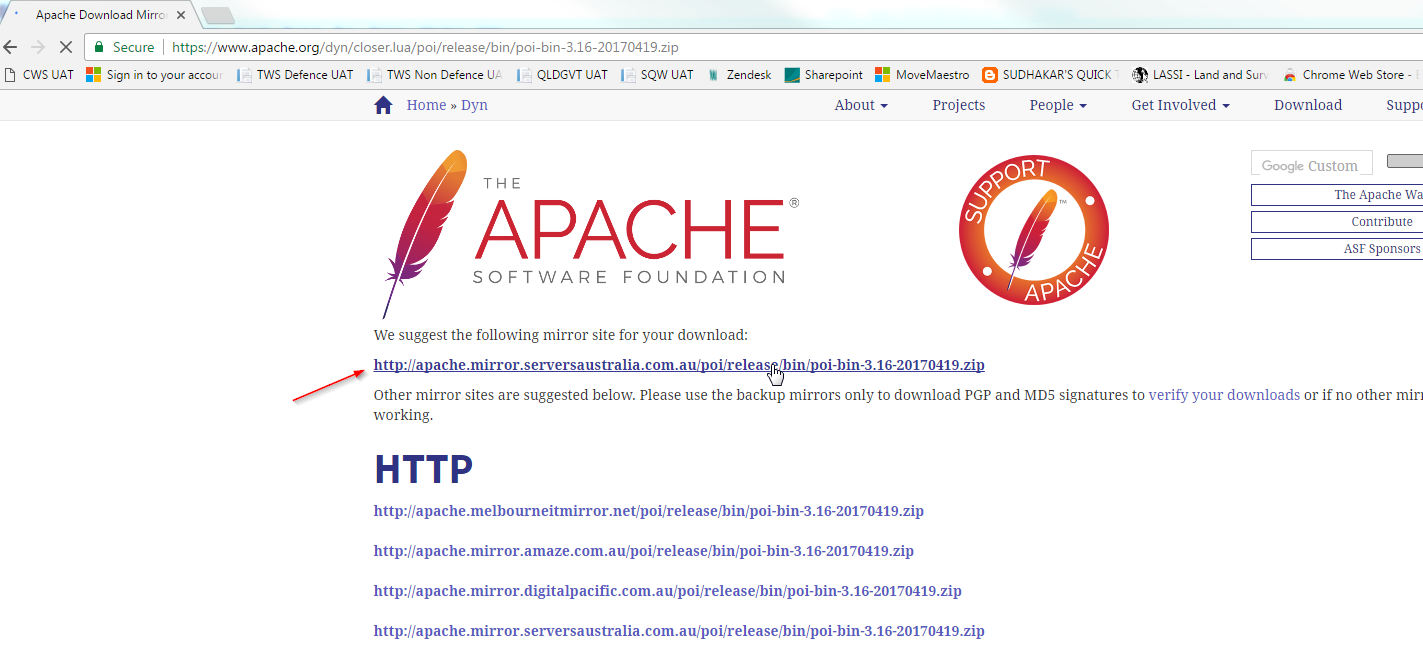 Apache Download Mirro
Secure https://www.apache.org/dyn/closer.lua/poi/release/bin/poi-bin-3.16-20170419.zip
CWS UAT Sign in to your accour TWS Defence UAT TWS Non Defence UA QLDGVT UAT SQW UAT Zendesk Sharepoint MoveMaestro SUDHAKAR'S QUICK LASSI - Land and Surv Chrome Web Store -
Home » Dyn About Projects People Get Involved Download Suppo
THE
APACHE®
SOFTWARE FOUNDATION
SUPPORT
APACHE
TM
Google Custom
The Apache Wa
Contribute
ASF Sponsors
We suggest the following mirror site for your download:
http://apache.mirror.serversaustralia.com.au/poi/release/bin/poi-bin-3.16-20170419.zip
Other mirror sites are suggested below. Please use the backup mirrors only to download PGP and MD5 signatures to verify your downloads or if no other mirr
working.
HTTP
http://apache.melbourneitmirror.net/poi/release/bin/poi-bin-3.16-20170419.zip
http://apache.mirror.amaze.com.au/poi/release/bin/poi-bin-3.16-20170419.zip
http://apache.mirror.digitalpacific.com.au/poi/release/bin/poi-bin-3.16-20170419.zip
http://apache.mirror.serversaustralia.com.au/poi/release/bin/poi-bin-3.16-20170419.zip